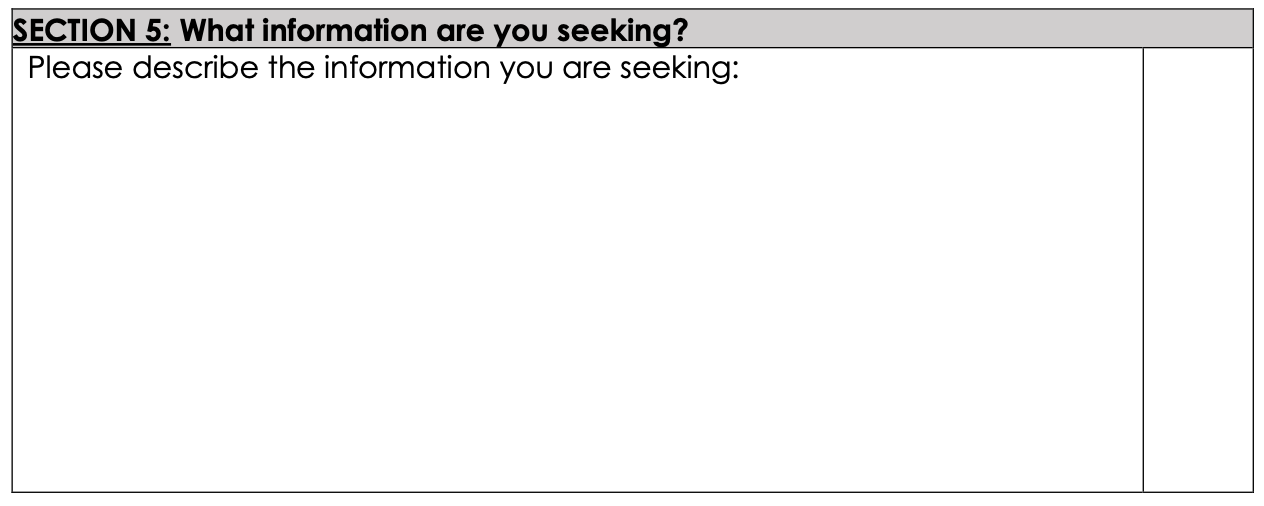 SECTION 5: What information are you seeking?
Please describe the information you are seeking: